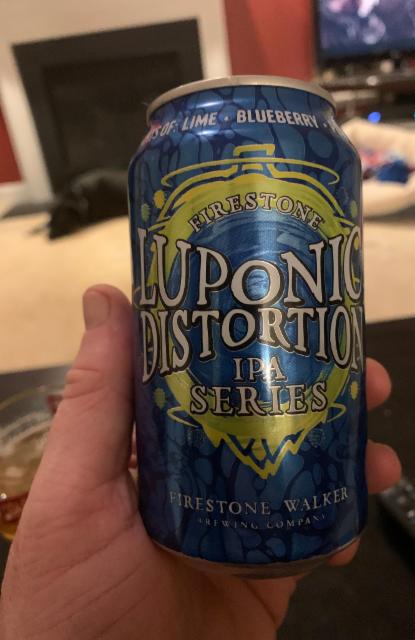 OF: LIME • BLUEBERRY •
FIRESTONE
LUPONIC
DISTORTION
IPA
SERIES
FIRESTONE WALKER
BREWING COMPANY